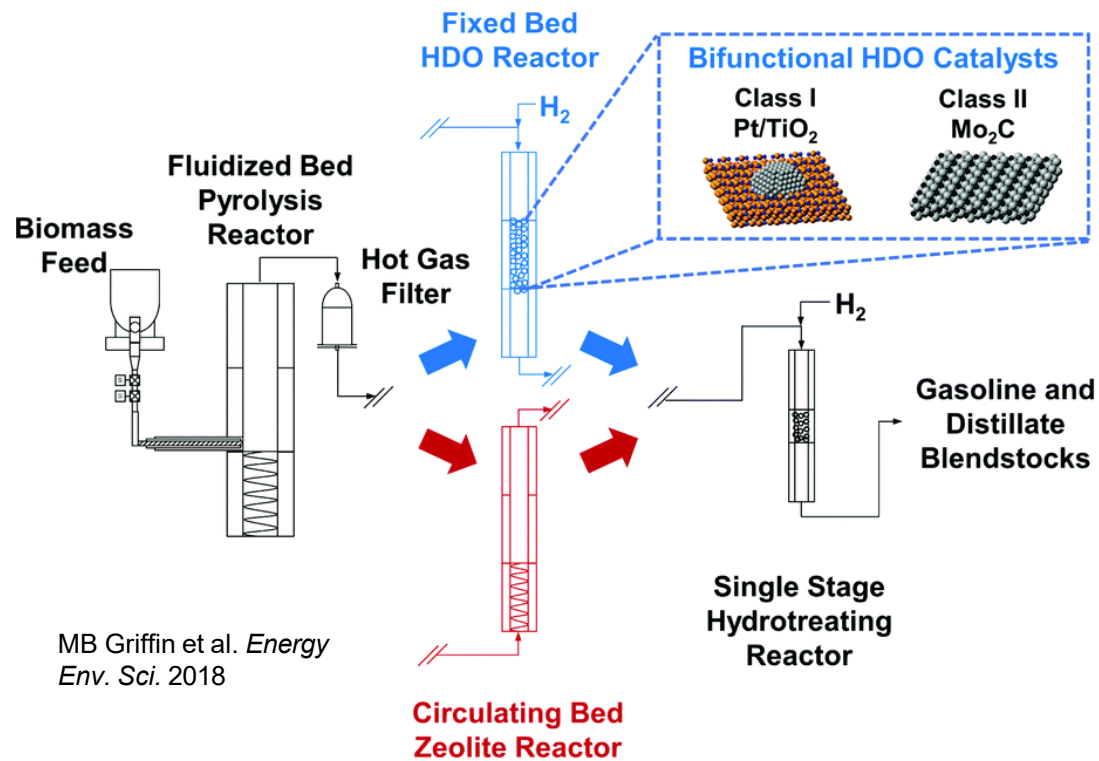 Fixed Bed
HDO Reactor
H2
Bifunctional HDO Catalysts
Class I
Pt/TiO2
Class II
Mo2C
Fluidized Bed
Pyrolysis
Reactor
Biomass
Feed
Hot Gas
Filter
S
S
H2
Gasoline and
Distillate
Blendstocks
Single Stage
Hydrotreating
Reactor
MB Griffin et al. Energy
Env. Sci. 2018
Circulating Bed
Zeolite Reactor